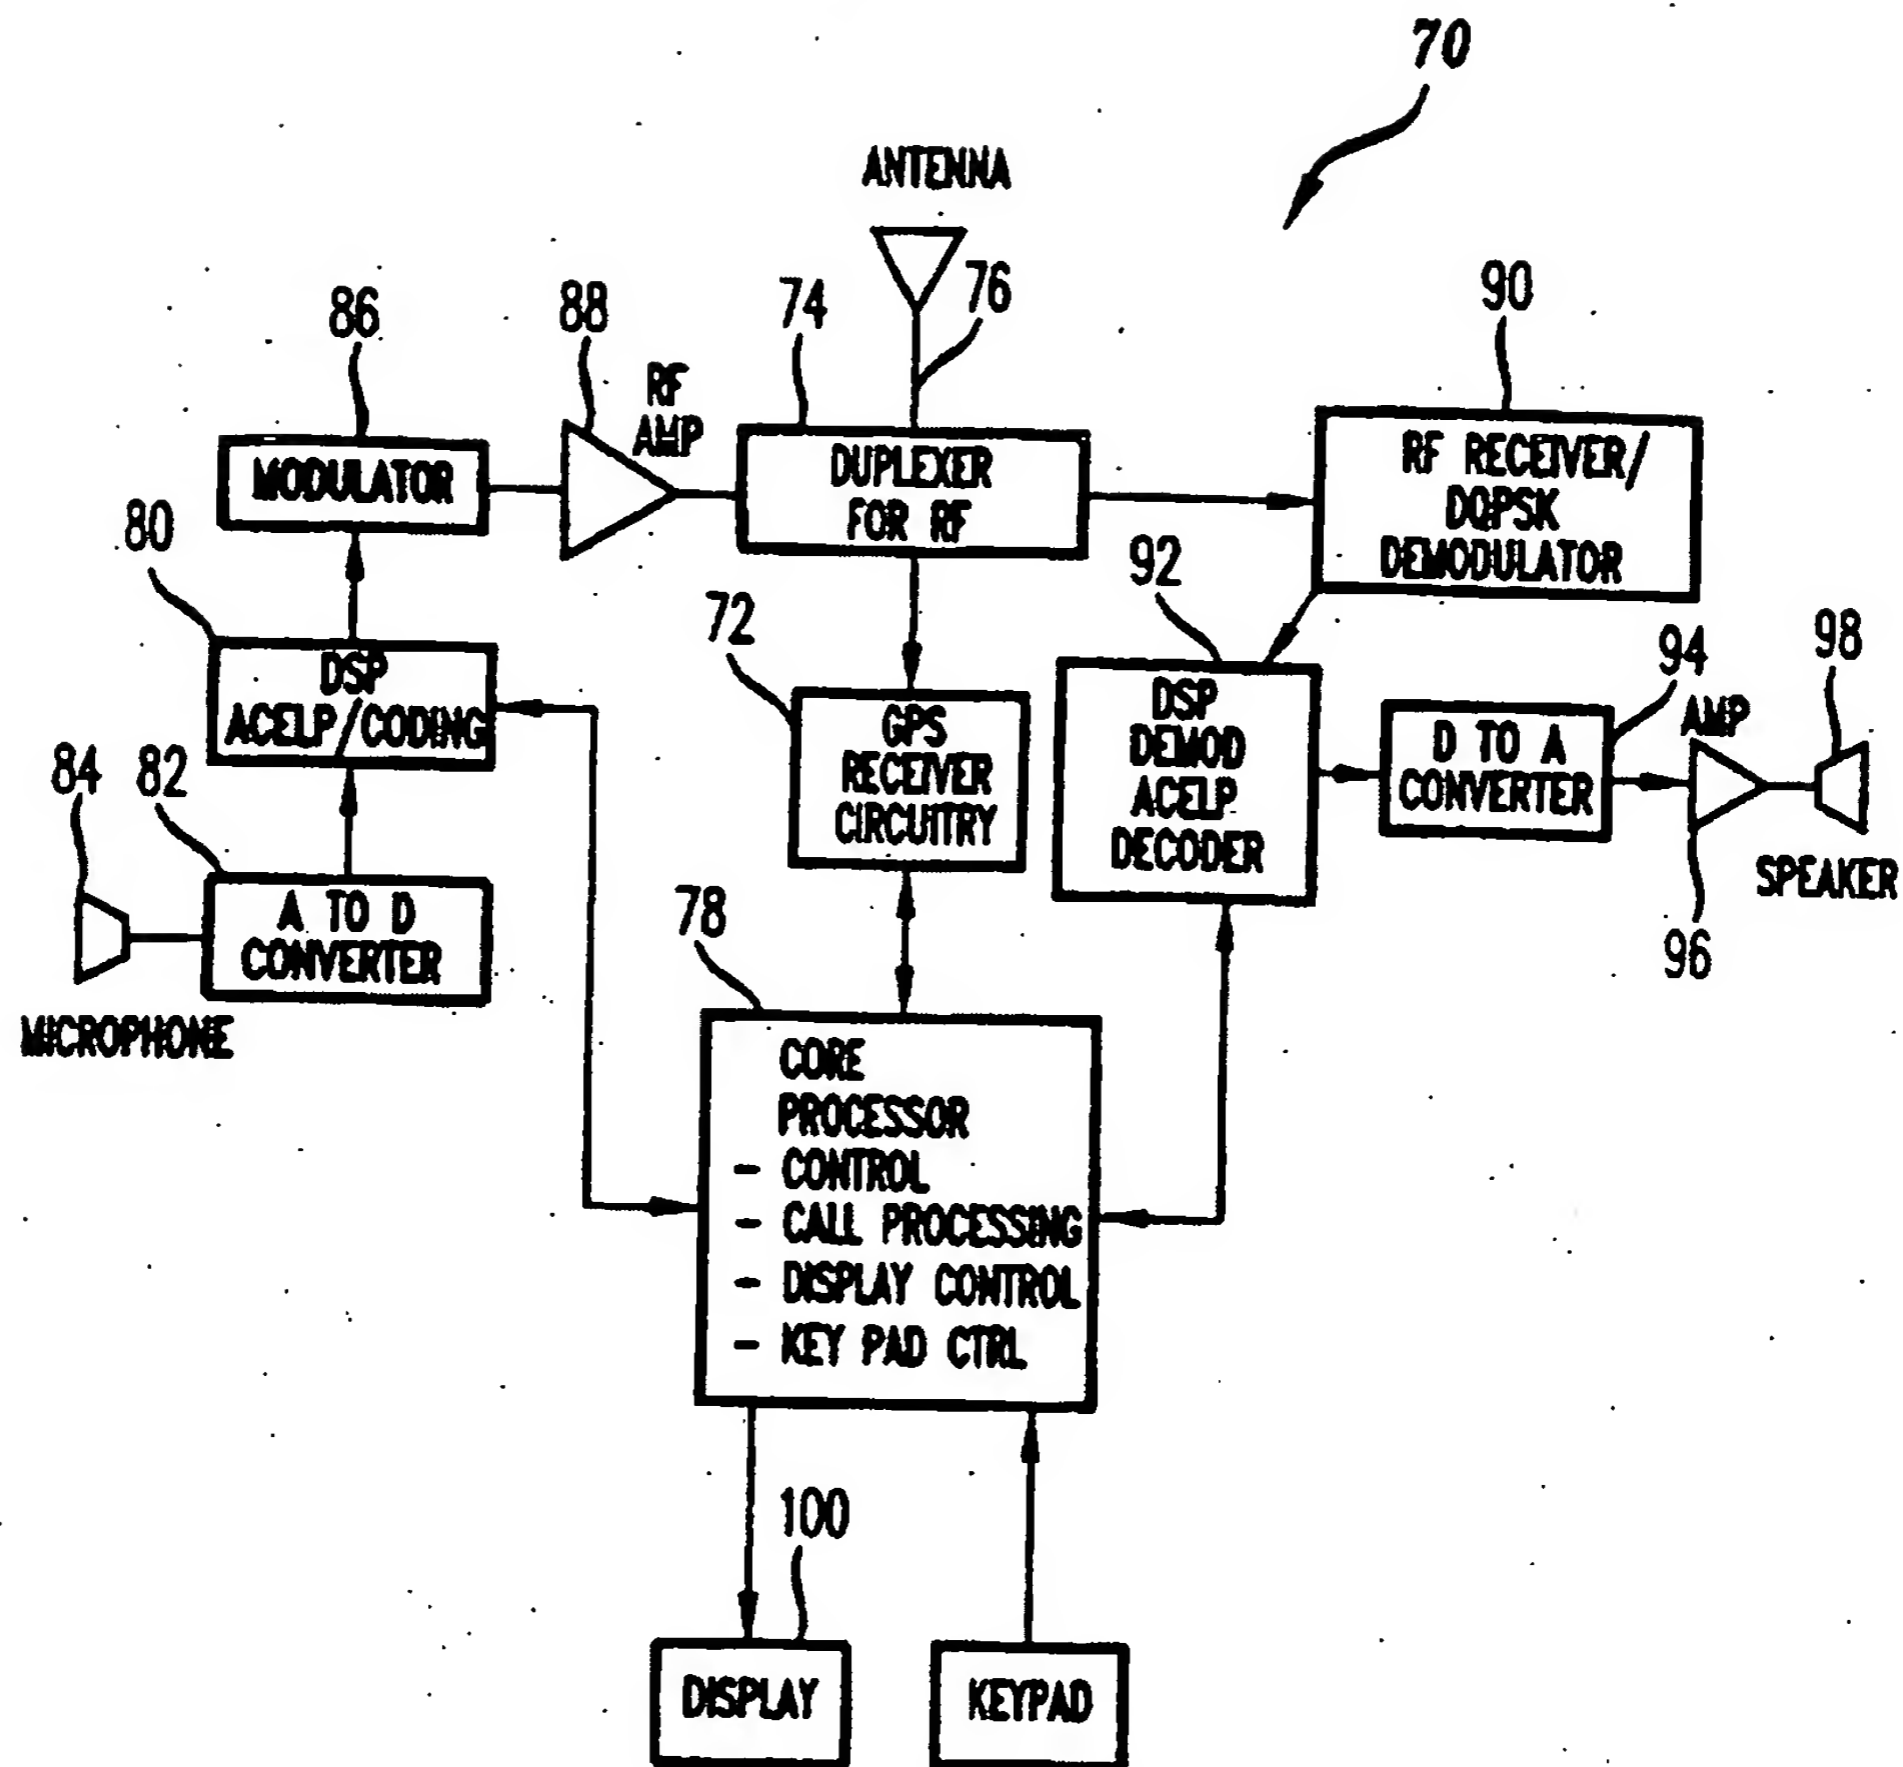 70
ANTENNA
76
86
88
74
90
RF
AMP
MODULATOR
DUPLEXER
FOR RF
RF RECEIVER/
DQPSK
DEMODULATOR
80
92
72
94
98
DSP
ACELP/CODING
GPS
RECEIVER
CIRCUITRY
DSP
DEMOD
ACELP
DECODER
D TO A
CONVERTER
AMP
SPEAKER
84
82
96
A TO D
CONVERTER
MICROPHONE
78
CORE
PROCESSOR
- CONTROL
- CALL PROCESSING
- DISPLAY CONTROL
- KEY PAD CTRL
100
DISPLAY
KEYPAD